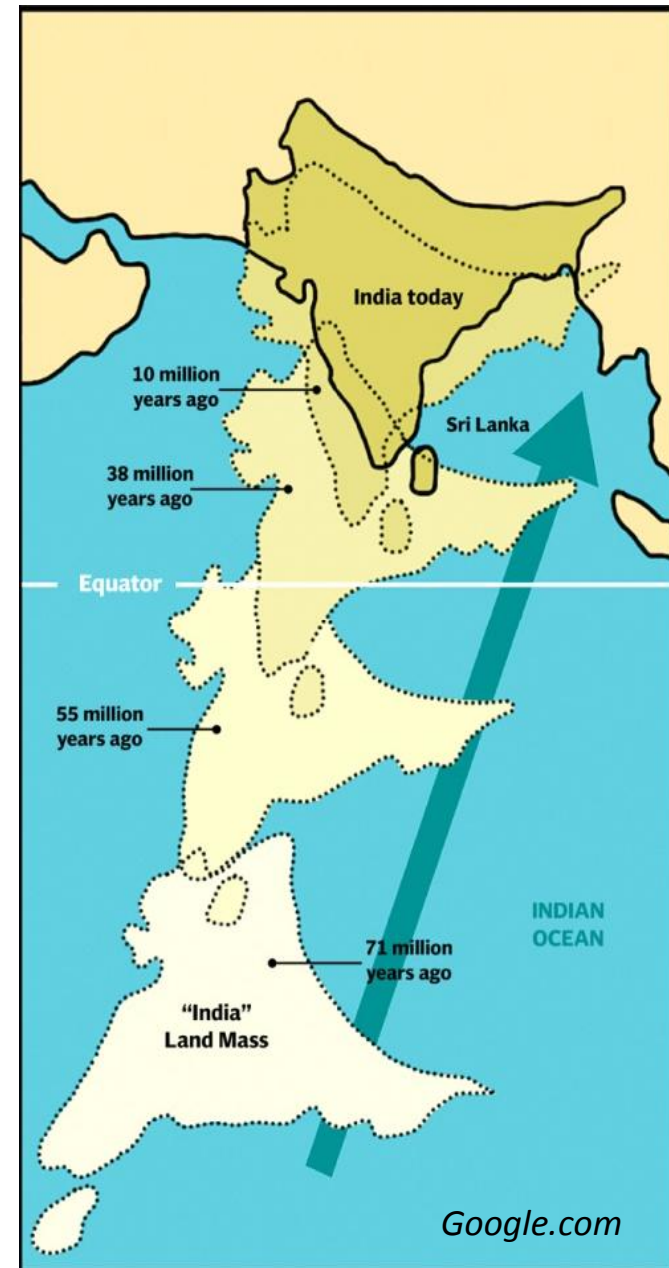 India today
10 million
years ago
Sri Lanka
38 million
years ago
Equator
55 million
years ago
INDIAN
OCEAN
71 million
years ago
“India”
Land Mass
Google.com